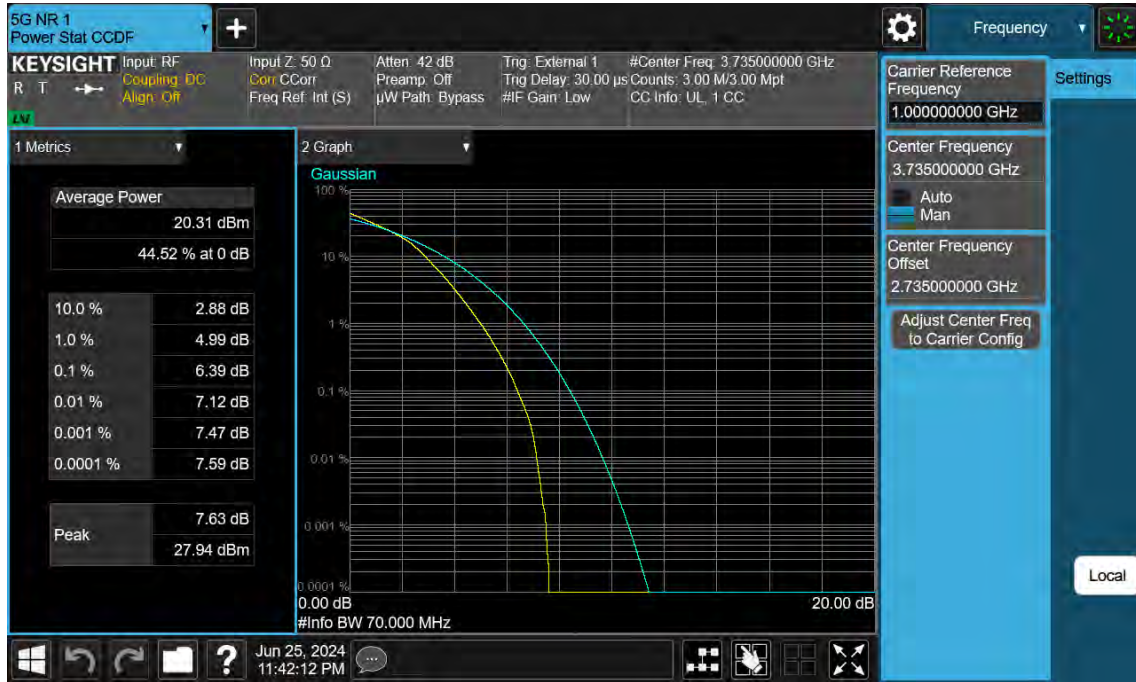 5G NR 1
Power Stat CCDF
+
Frequency
KEYSIGHT
R T
LXI
Input: RF
Coupling: DC
Align: Off
Input Z: 50 Ω
Corr CCorr
Freq Ref: Int (S)
Atten: 42 dB
Preamp: Off
µW Path: Bypass
Trig: External 1
Trig Delay: 30.00 µs
#IF Gain: Low
#Center Freq: 3.735000000 GHz
Counts: 3.00 M/3.00 Mpt
CC Info: UL, 1 CC
1 Metrics
Average Power
20.31 dBm
44.52 % at 0 dB
10.0 % 2.88 dB
1.0 % 4.99 dB
0.1 % 6.39 dB
0.01 % 7.12 dB
0.001 % 7.47 dB
0.0001 % 7.59 dB
Peak 7.63 dB
27.94 dBm
2 Graph
Gaussian
100 %
10 %
1 %
0.1 %
0.01 %
0.001 %
0.0001 %
0.00 dB 20.00 dB
#Info BW 70.000 MHz
Carrier Reference
Frequency
1.000000000 GHz
Center Frequency
3.735000000 GHz
Auto
Man
Center Frequency
Offset
2.735000000 GHz
Adjust Center Freq
to Carrier Config
Settings
Local
?
Jun 25, 2024
11:42:12 PM